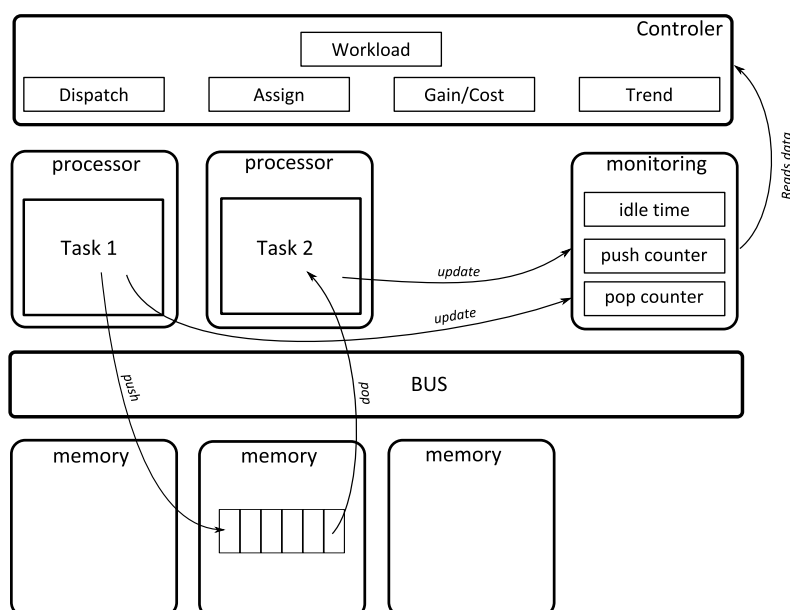 Controler
Workload
Dispatch
Assign
Gain/Cost
Trend
Reads data
processor
processor
monitoring
idle time
Task 1
Task 2
push counter
update
pop counter
update
push
pop
BUS
memory
memory
memory